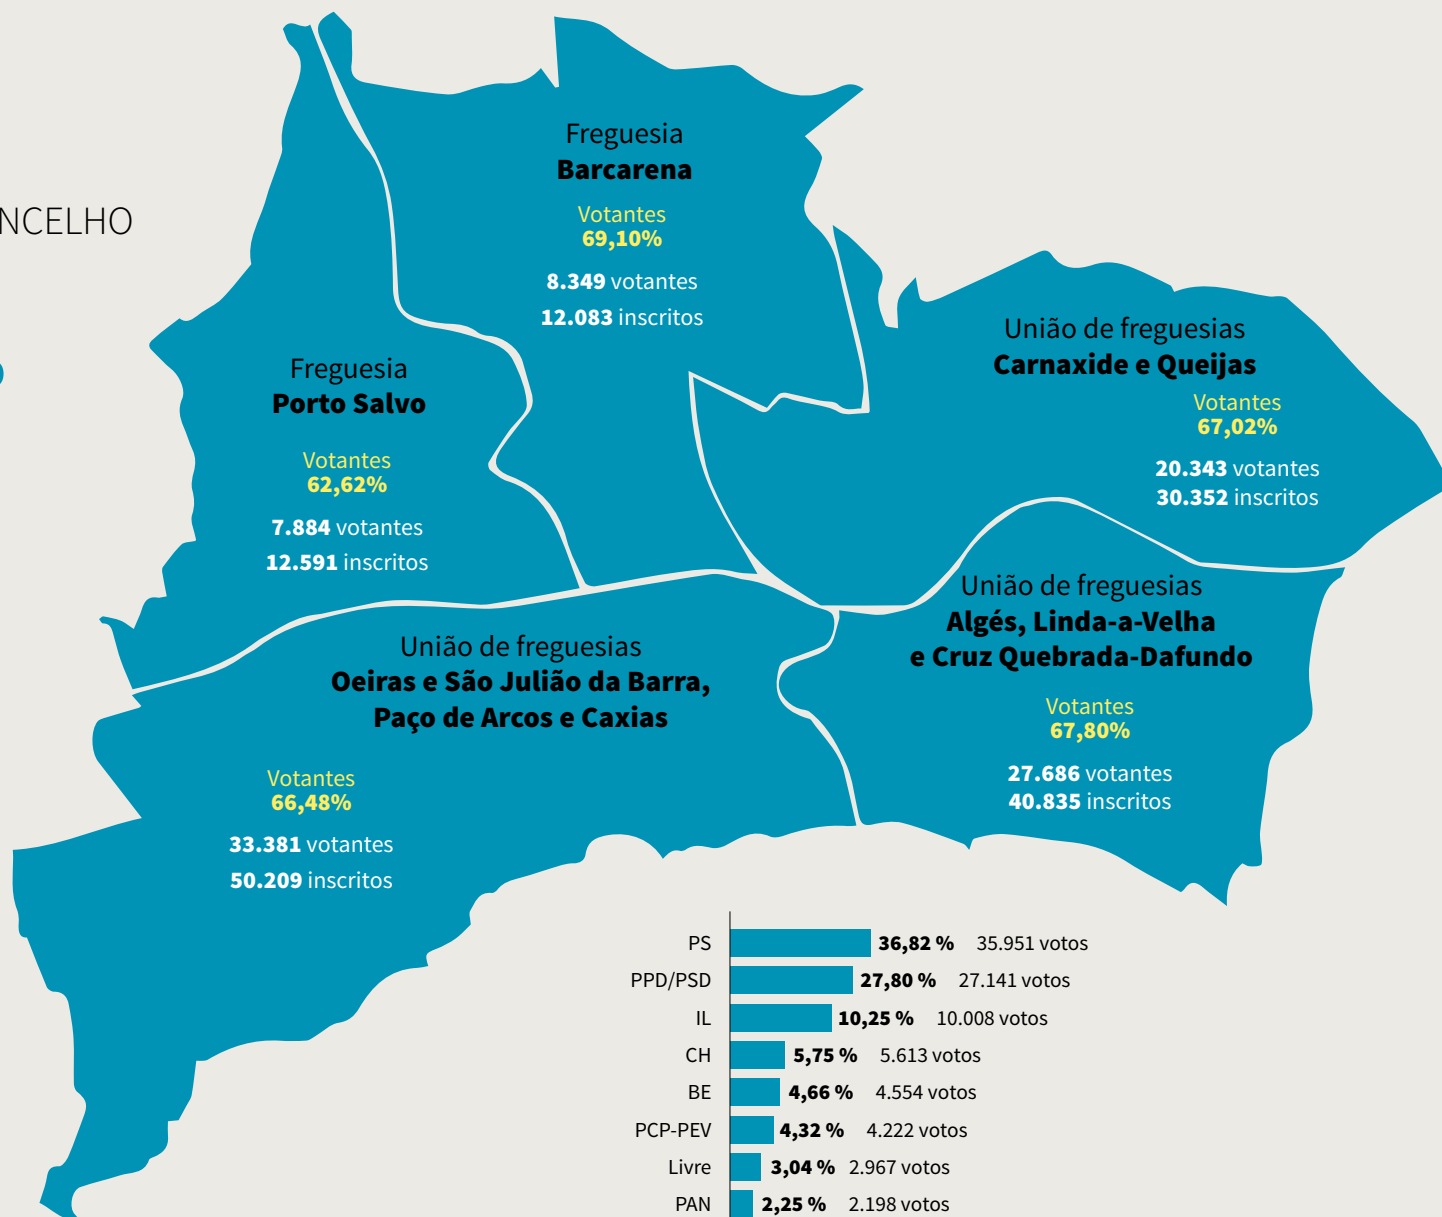 NCELHO
Freguesia
Barcarena
Votantes
69,10%
8.349 votantes
12.083 inscritos
União de freguesias
Carnaxide e Queijas
Votantes
67,02%
20.343 votantes
30.352 inscritos
Freguesia
Porto Salvo
Votantes
62,62%
7.884 votantes
12.591 inscritos
União de freguesias
Algés, Linda-a-Velha
e Cruz Quebrada-Dafundo
Votantes
67,80%
27.686 votantes
40.835 inscritos
União de freguesias
Oeiras e São Julião da Barra,
Paço de Arcos e Caxias
Votantes
66,48%
33.381 votantes
50.209 inscritos
PS 36,82 % 35.951 votos
PPD/PSD 27,80 % 27.141 votos
IL 10,25 % 10.008 votos
CH 5,75 % 5.613 votos
BE 4,66 % 4.554 votos
PCP-PEV 4,32 % 4.222 votos
Livre 3,04 % 2.967 votos
PAN 2,25 % 2.198 votos